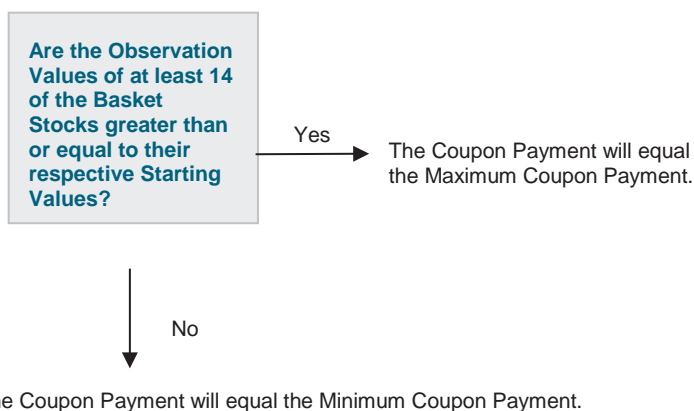 Are the Observation
Values of at least 14
of the Basket
Stocks greater than
or equal to their
respective Starting
Values?
Yes
The Coupon Payment will equal
the Maximum Coupon Payment.
No
he Coupon Payment will equal the Minimum Coupon Payment.